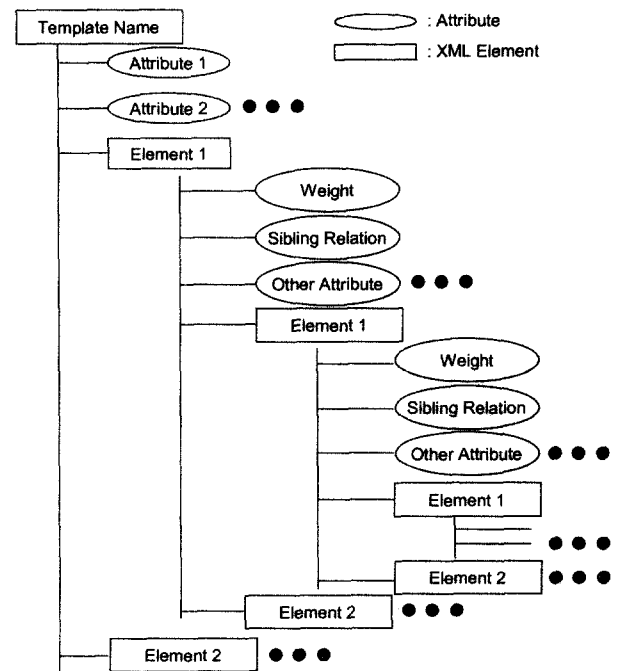 Template Name
: Attribute
: XML Element
Attribute 1
Attribute 2
Element 1
Weight
Sibling Relation
Other Attribute
Element 1
Weight
Sibling Relation
Other Attribute
Element 1
Element 2
Element 2
Element 2